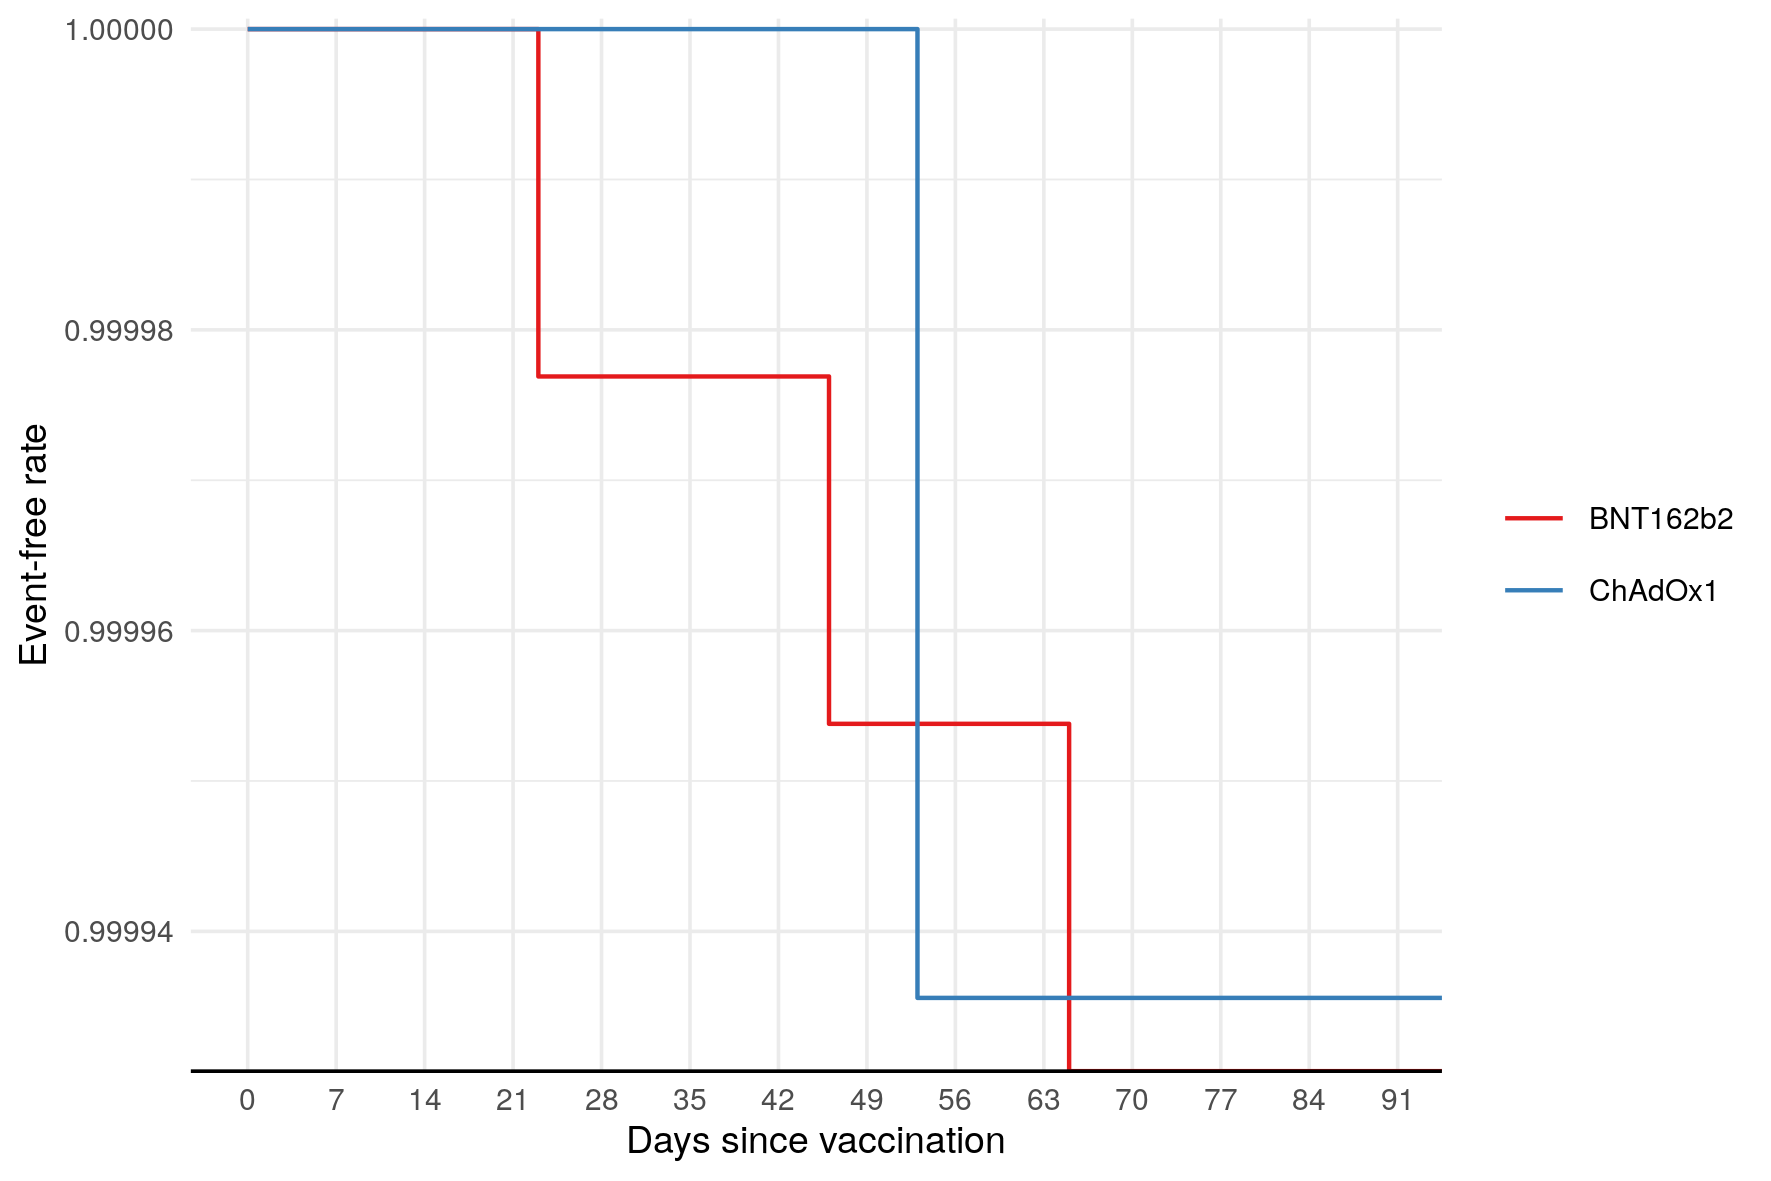 Event-free rate
1.00000
0.99998
0.99996
0.99994
0 7 14 21 28 35 42 49 56 63 70 77 84 91
Days since vaccination
BNT162b2
ChAdOx1